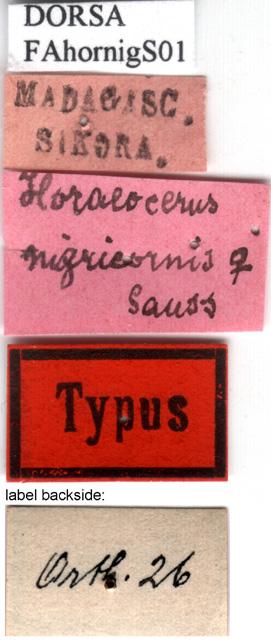 DORSA
FAhornigS01
MADAGASC.
SIKORA.
Horaeocerus
nigricornis ♀
Sauss
Typus
label backside:
Orth. 26